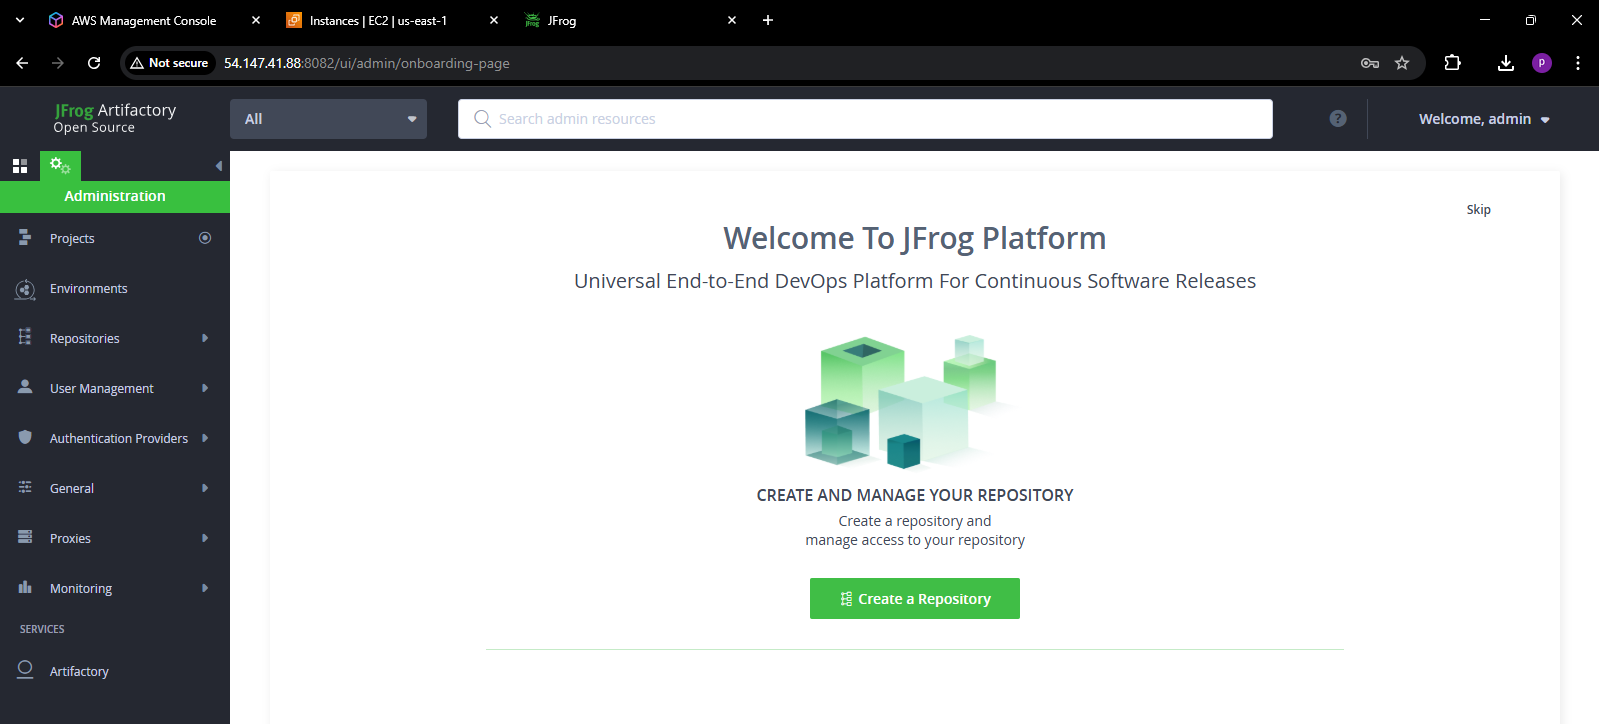 AWS Management Console
Instances | EC2 | us-east-1
JFrog
Not secure
54.147.41.88:8082/ui/admin/onboarding-page
p
JFrog Artifactory
Open Source
All
Search admin resources
?
Welcome, admin
Administration
Projects
Environments
Repositories
User Management
Authentication Providers
General
Proxies
Monitoring
SERVICES
Artifactory
Skip
Welcome To JFrog Platform
Universal End-to-End DevOps Platform For Continuous Software Releases
CREATE AND MANAGE YOUR REPOSITORY
Create a repository and
manage access to your repository
Create a Repository